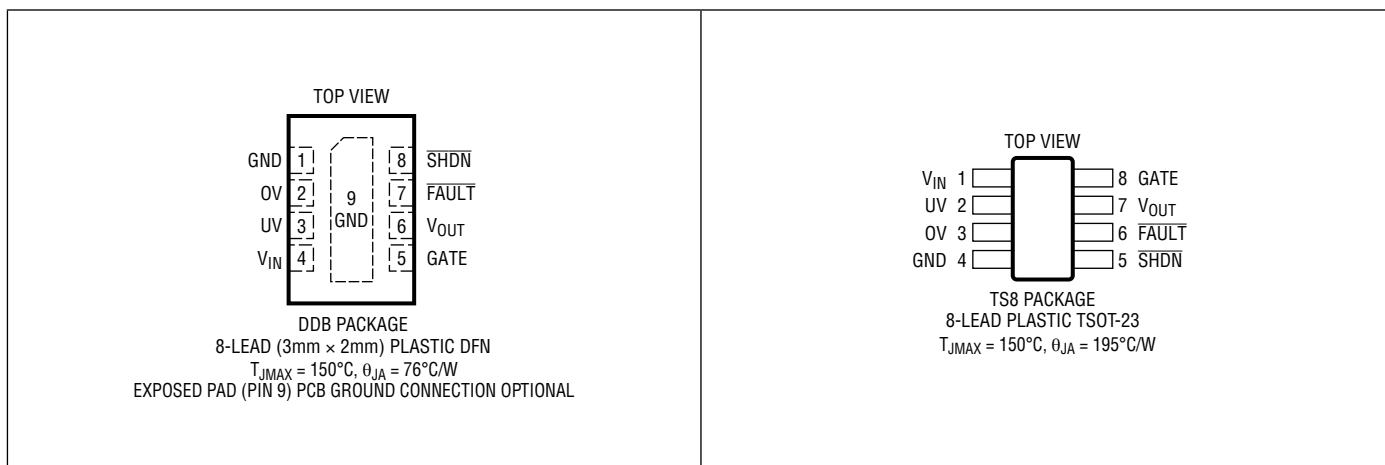 TOP VIEW
GND 1
OV 2
UV 3
VIN 4
9
GND
8 SHDN
7 FAULT
6 VOUT
5 GATE
DDB PACKAGE
8-LEAD (3mm × 2mm) PLASTIC DFN
TJMAX = 150°C, θJA = 76°C/W
EXPOSED PAD (PIN 9) PCB GROUND CONNECTION OPTIONAL
TOP VIEW
VIN 1
UV 2
OV 3
GND 4
8 GATE
7 VOUT
6 FAULT
5 SHDN
TS8 PACKAGE
8-LEAD PLASTIC TSOT-23
TJMAX = 150°C, θJA = 195°C/W